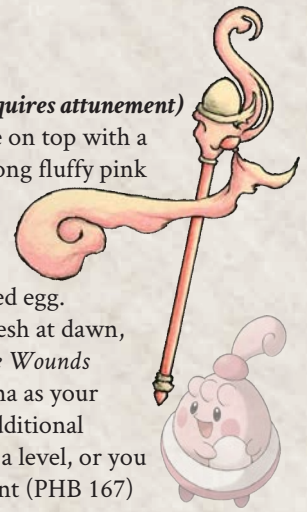 quires attunement)
e on top with a
ong fluffy pink
ed egg.
esh at dawn,
e Wounds
na as your
dditional
a level, or you
nt (PHB 167)